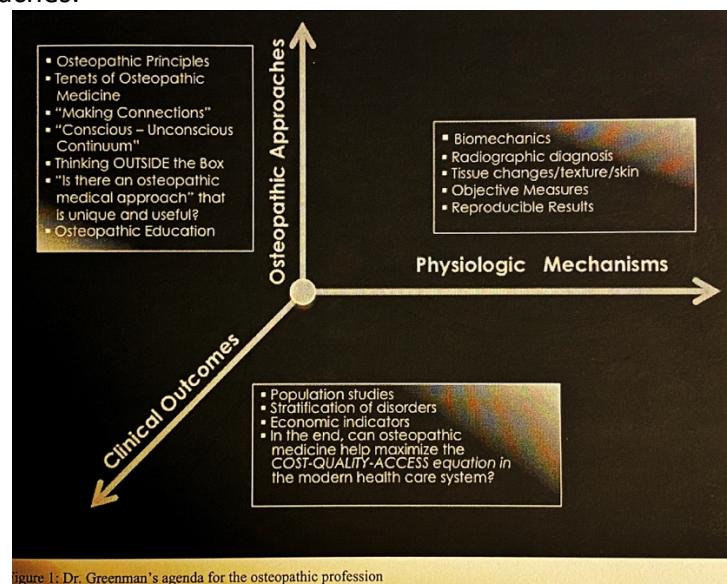 ▪ Osteopathic Principles
▪ Tenets of Osteopathic
Medicine
▪ "Making Connections"
▪ "Conscious – Unconscious
Continuum"
▪ Thinking OUTSIDE the Box
▪ "Is there an osteopathic
medical approach" that
is unique and useful?
▪ Osteopathic Education
Osteopathic Approaches
▪ Biomechanics
▪ Radiographic diagnosis
▪ Tissue changes/texture/skin
▪ Objective Measures
▪ Reproducible Results
Physiologic Mechanisms
Clinical Outcomes
▪ Population studies
▪ Stratification of disorders
▪ Economic indicators
▪ In the end, can osteopathic
medicine help maximize the
COST-QUALITY-ACCESS equation in
the modern health care system?
Figure 1: Dr. Greenman's agenda for the osteopathic profession